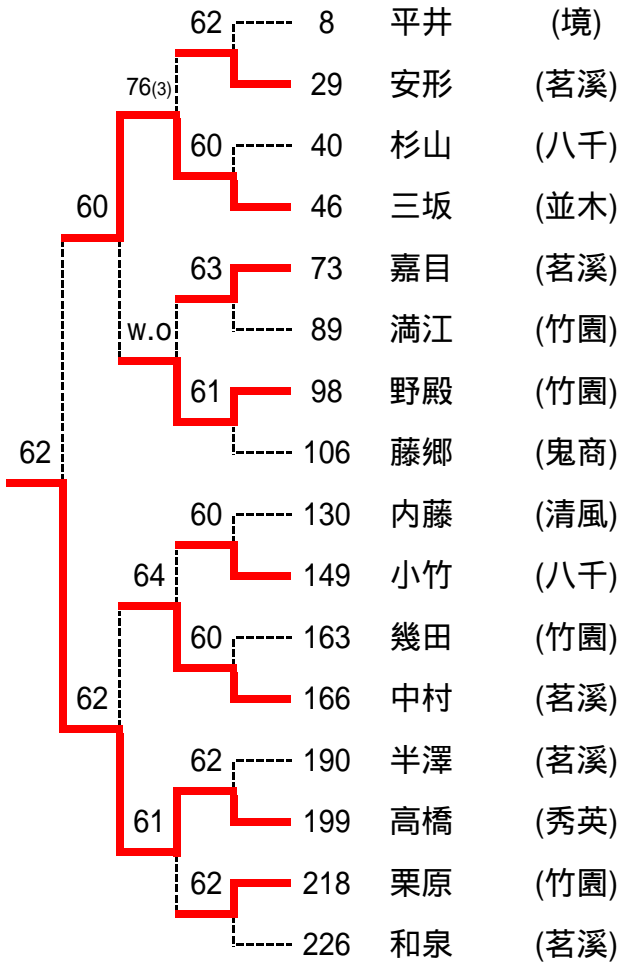 62 8 平井 (境)
76(3) 29 安形 (茗溪)
60 40 杉山 (八千)
60 46 三坂 (並木)
63 73 嘉目 (茗溪)
w.o 89 満江 (竹園)
61 98 野殿 (竹園)
62 106 藤郷 (鬼商)
60 130 内藤 (清風)
64 149 小竹 (八千)
60 163 幾田 (竹園)
62 166 中村 (茗溪)
62 190 半澤 (茗溪)
61 199 高橋 (秀英)
62 218 栗原 (竹園)
226 和泉 (茗溪)